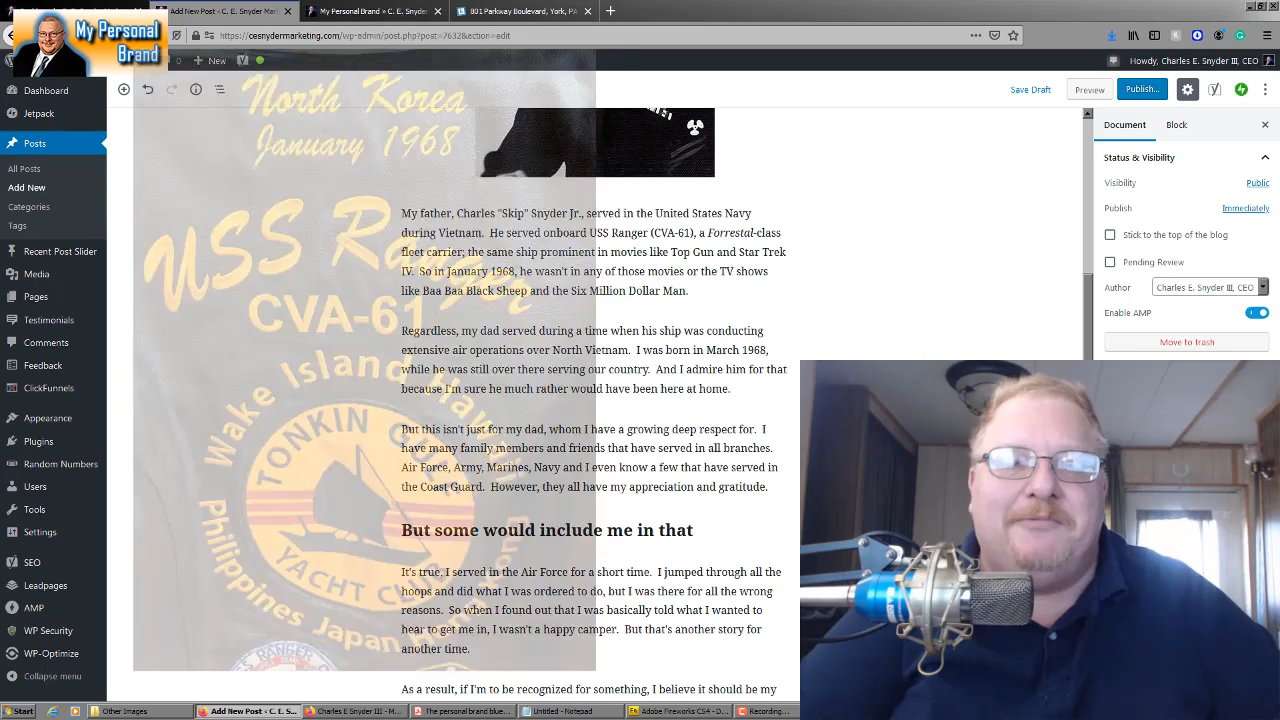 Add New Post ‹ C. E. Snyder Mar
My Personal Brand » C. E. Snyder
801 Parkway Boulevard, York, PA
My Personal
Brand
https://cesnydermarketing.com/wp-admin/post.php?post=7632&action=edit
0
New
Howdy, Charles E. Snyder III, CEO
Save Draft
Preview
Publish...
Dashboard
Jetpack
Posts
All Posts
Add New
Categories
Tags
Recent Post Slider
Media
Pages
Testimonials
Comments
Feedback
ClickFunnels
Appearance
Plugins
Random Numbers
Users
Tools
Settings
SEO
Leadpages
AMP
WP Security
WP-Optimize
Collapse menu
North Korea
January 1968
USS Ranger
CVA-61
Wake Island Hawaii
TONKIN GULF
YACHT CLUB
Philippines Japan
My father, Charles "Skip" Snyder Jr., served in the United States Navy
during Vietnam.  He served onboard USS Ranger (CVA-61), a Forrestal-class
fleet carrier; the same ship prominent in movies like Top Gun and Star Trek
IV.  So in January 1968, he wasn't in any of those movies or the TV shows
like Baa Baa Black Sheep and the Six Million Dollar Man.
Regardless, my dad served during a time when his ship was conducting
extensive air operations over North Vietnam.  I was born in March 1968,
while he was still over there serving our country.  And I admire him for that
because I'm sure he much rather would have been here at home.
But this isn't just for my dad, whom I have a growing deep respect for.  I
have many family members and friends that have served in all branches.
Air Force, Army, Marines, Navy and I even know a few that have served in
the Coast Guard.  However, they all have my appreciation and gratitude.
But some would include me in that
It's true, I served in the Air Force for a short time.  I jumped through all the
hoops and did what I was ordered to do, but I was there for all the wrong
reasons.  So when I found out that I was basically told what I wanted to
hear to get me in, I wasn't a happy camper.  But that's another story for
another time.
As a result, if I'm to be recognized for something, I believe it should be my
Document
Block
Status & Visibility
Visibility
Public
Publish
Immediately
Stick to the top of the blog
Pending Review
Author
Charles E. Snyder III, CEO
Enable AMP
Move to trash
Start
Other Images
Add New Post ‹ C. E. S...
Charles E Snyder III - M...
The personal brand blue...
Untitled - Notepad
Adobe Fireworks CS4 - D...
Recording...